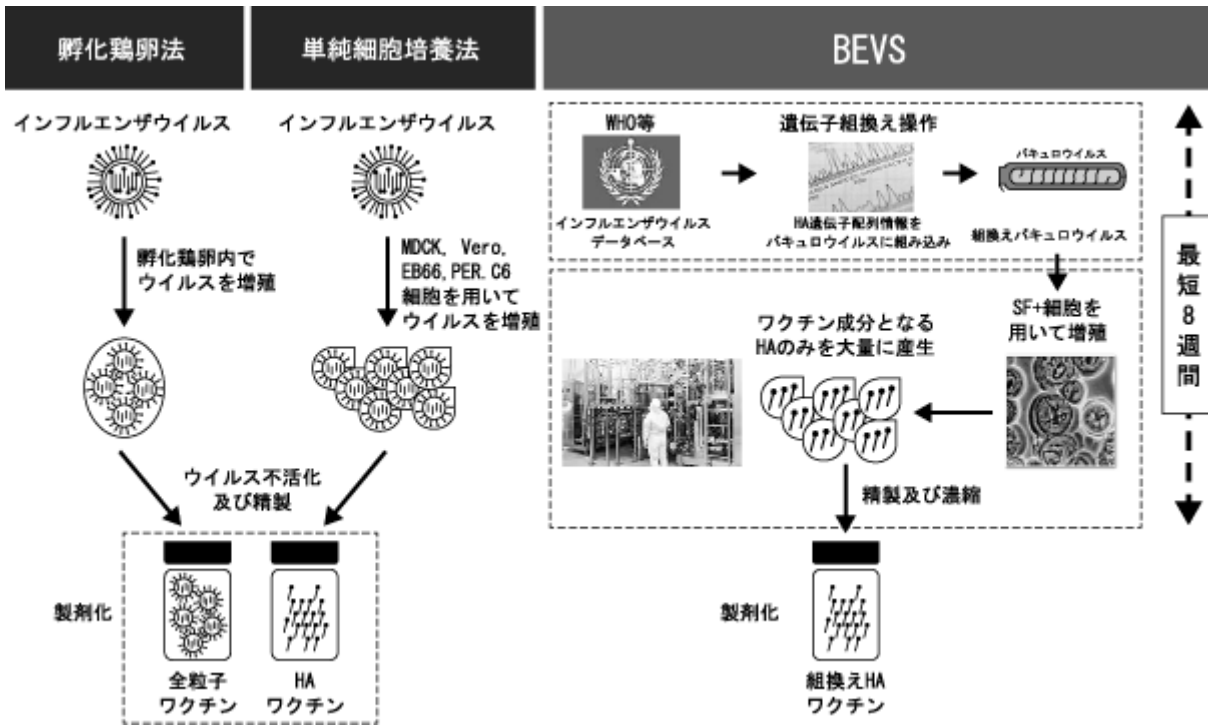 孵化鶏卵法
単純細胞培養法
BEVS
インフルエンザウイルス
孵化鶏卵内で
ウイルスを増殖
インフルエンザウイルス
MDCK, Vero,
EB66,PER.C6
細胞を用いて
ウイルスを増殖
ウイルス不活化
及び精製
製剤化
全粒子
ワクチン
HA
ワクチン
WHO等
インフルエンザウイルス
データベース
遺伝子組換え操作
HA遺伝子配列情報を
バキュロウイルスに組み込み
バキュロウイルス
組換えバキュロウイルス
SF+細胞を
用いて増殖
ワクチン成分となる
HAのみを大量に産生
精製及び濃縮
製剤化
組換えHA
ワクチン
最短8週間